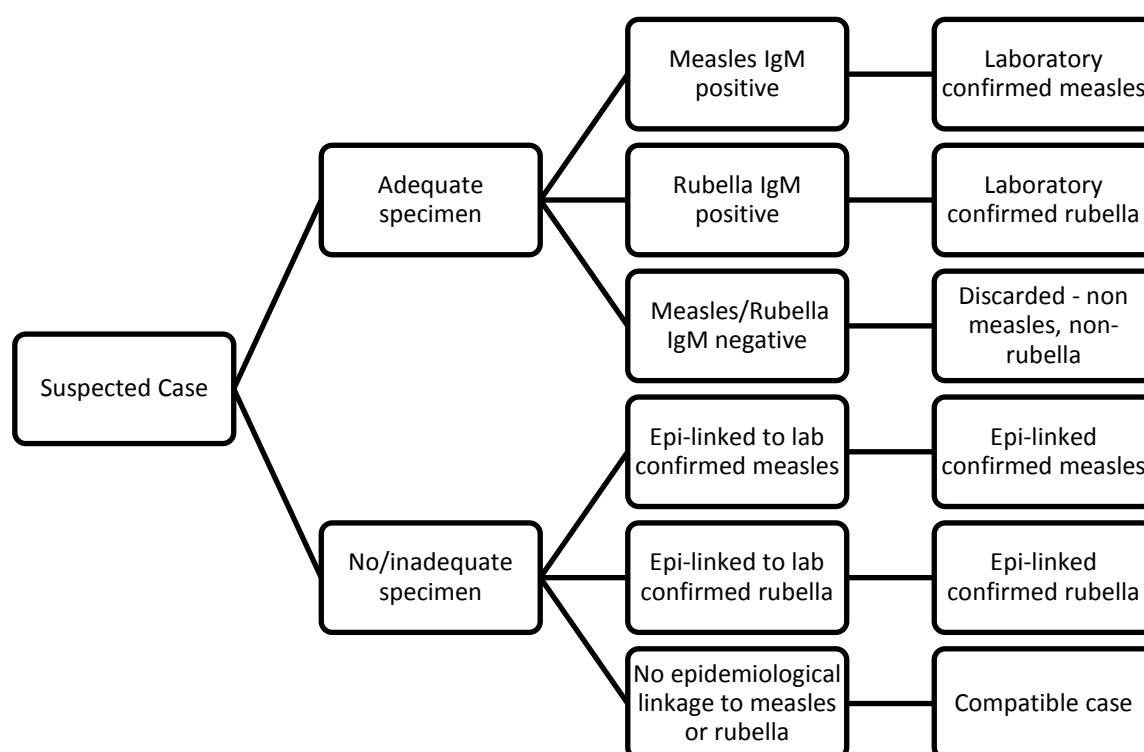 Suspected Case
Adequate
specimen
No/inadequate
specimen
Measles IgM
positive
Rubella IgM
positive
Measles/Rubella
IgM negative
Epi-linked to lab
confirmed measles
Epi-linked to lab
confirmed rubella
No epidemiological
linkage to measles
or rubella
Laboratory
confirmed measles
Laboratory
confirmed rubella
Discarded - non
measles, non-
rubella
Epi-linked
confirmed measles
Epi-linked
confirmed rubella
Compatible case